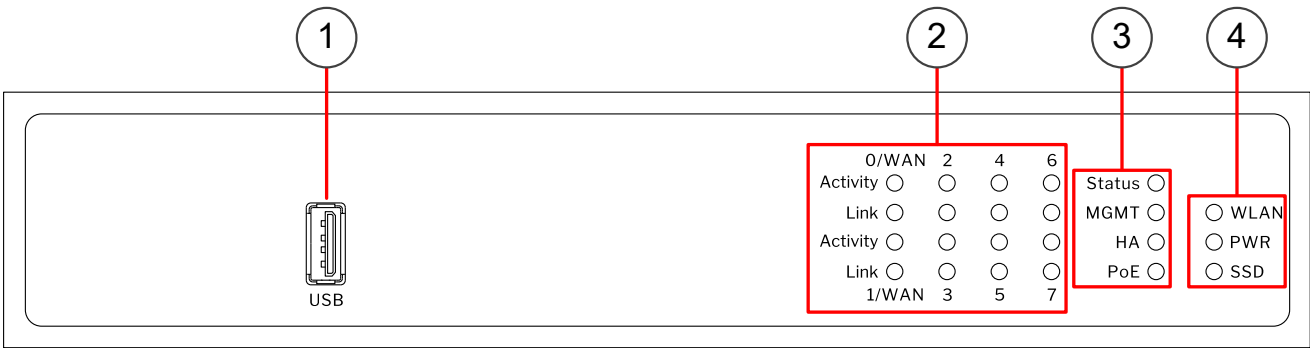 1 2 3 4
0/WAN 2 4 6
Activity Status
Link MGMT WLAN
Activity HA PWR
Link PoE SSD
1/WAN 3 5 7
USB